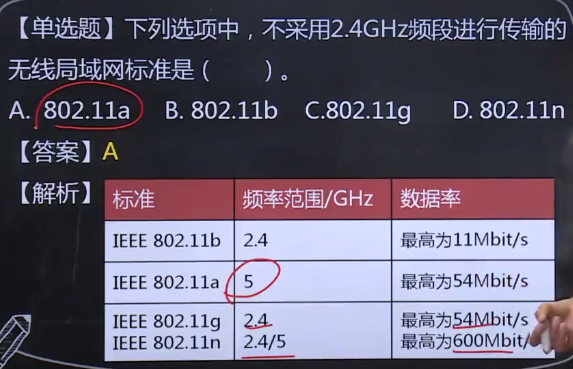 【单选题】下列选项中，不采用2.4GHz频段进行传输的
无线局域网标准是（ ）。
A. 802.11a B. 802.11b C.802.11g D. 802.11n
【答案】A
【解析】
标准 频率范围/GHz 数据率
IEEE 802.11b 2.4 最高为11Mbit/s
IEEE 802.11a 5 最高为54Mbit/s
IEEE 802.11g 2.4 最高为54Mbit/s
IEEE 802.11n 2.4/5 最高为600Mbit/